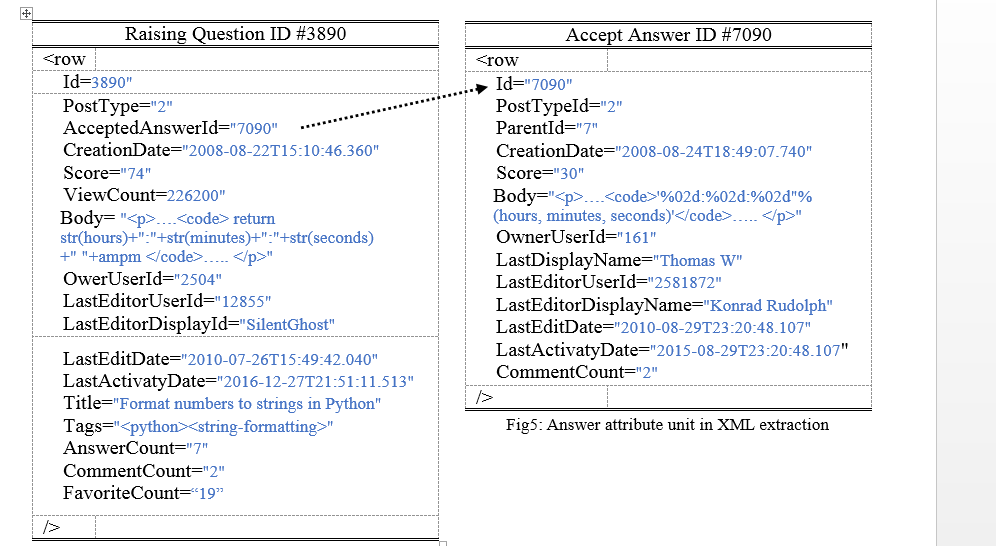 Raising Question ID #3890
<row
Id=3890"
PostType="2"
AcceptedAnswerId="7090"
CreationDate="2008-08-22T15:10:46.360"
Score="74"
ViewCount=226200"
Body= "<p>….<code> return
str(hours)+":"+str(minutes)+":"+str(seconds)
+" "+ampm </code>….. </p>"
OwerUserId="2504"
LastEditorUserId="12855"
LastEditorDisplayId="SilentGhost"
LastEditDate="2010-07-26T15:49:42.040"
LastActivatyDate="2016-12-27T21:51:11.513"
Title="Format numbers to strings in Python"
Tags="<python><string-formatting>"
AnswerCount="7"
CommentCount="2"
FavoriteCount=“19”
/>
Accept Answer ID #7090
<row
Id="7090"
PostTypeId="2"
ParentId="7"
CreationDate="2008-08-24T18:49:07.740"
Score="30"
Body="<p>….<code>'%02d:%02d:%02d"%
(hours, minutes, seconds)'</code>….. </p>"
OwnerUserId="161"
LastDisplayName="Thomas W"
LastEditorUserId="2581872"
LastEditorDisplayName="Konrad Rudolph"
LastEditDate="2010-08-29T23:20:48.107"
LastActivatyDate="2015-08-29T23:20:48.107"
CommentCount="2"
/>
Fig5: Answer attribute unit in XML extraction